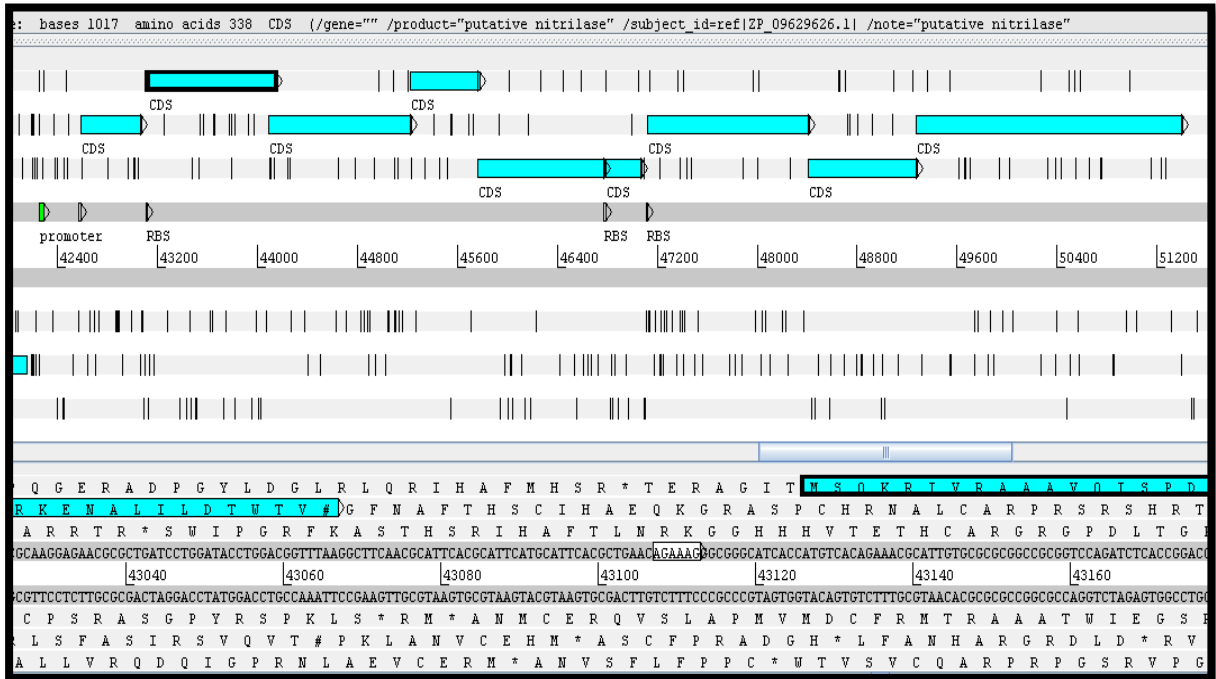 e: bases 1017 amino acids 338 CDS (/gene="" /product="putative nitrilase" /subject_id=ref|ZP_09629626.1| /note="putative nitrilase"
CDS CDS
CDS CDS CDS CDS
CDS CDS CDS
promoter RBS RBS RBS
42400 43200 44000 44800 45600 46400 47200 48000 48800 49600 50400 51200
Q G E R A D P G Y L D G L R L Q R I H A F M H S R * T E R A G I T M S Q K R I V R A A A V Q I S P D
R K E N A L I L D T W T V # G F N A F T H S C I H A E Q K G R A S P C H R N A L C A R P R S R S H R T
A R R T R * S W I P G R F K A S T H S R I H A F T L N R K G G H H H V T E T H C A R G R G P D L T G
CGCAAGGAGAACGCGCTGATCCTGGATACCTGGACGGTTTAAGGCTTCAACGCATTCACGCATTCATGCATTCACGCTGAACAGAAAGGGCGGGCATCACCATGTCACAGAAACGCATTGTGCGCGCGGCCGCGGTCCAGATCTCACCGGACC
43040 43060 43080 43100 43120 43140 43160
GCGTTCCTCTTGCGCGACTAGGACCTATGGACCTGCCAAATTCCGAAGTTGCGTAAGTGCGTAAGTACGTAAGTGCGACTTGTCTTTCCCGCCCGTAGTGGTACAGTGTCTTTGCGTAACACGCGCGCCGGCGCCAGGTCTAGAGTGGCCTGG
C P S R A S G P Y R S P K L S * R M * A N M C E R Q V S L A P M V M D C F R M T R A A A T W I E G S
R L S F A S I R S V Q V T # P K L A N V C E H M * A S C F P R A D G H * L F A N H A R G R D L D * R V
A L L V R Q D Q I G P R N L A E V C E R M * A N V S F L F P P C * W T V S V C Q A R P R P G S R V P G